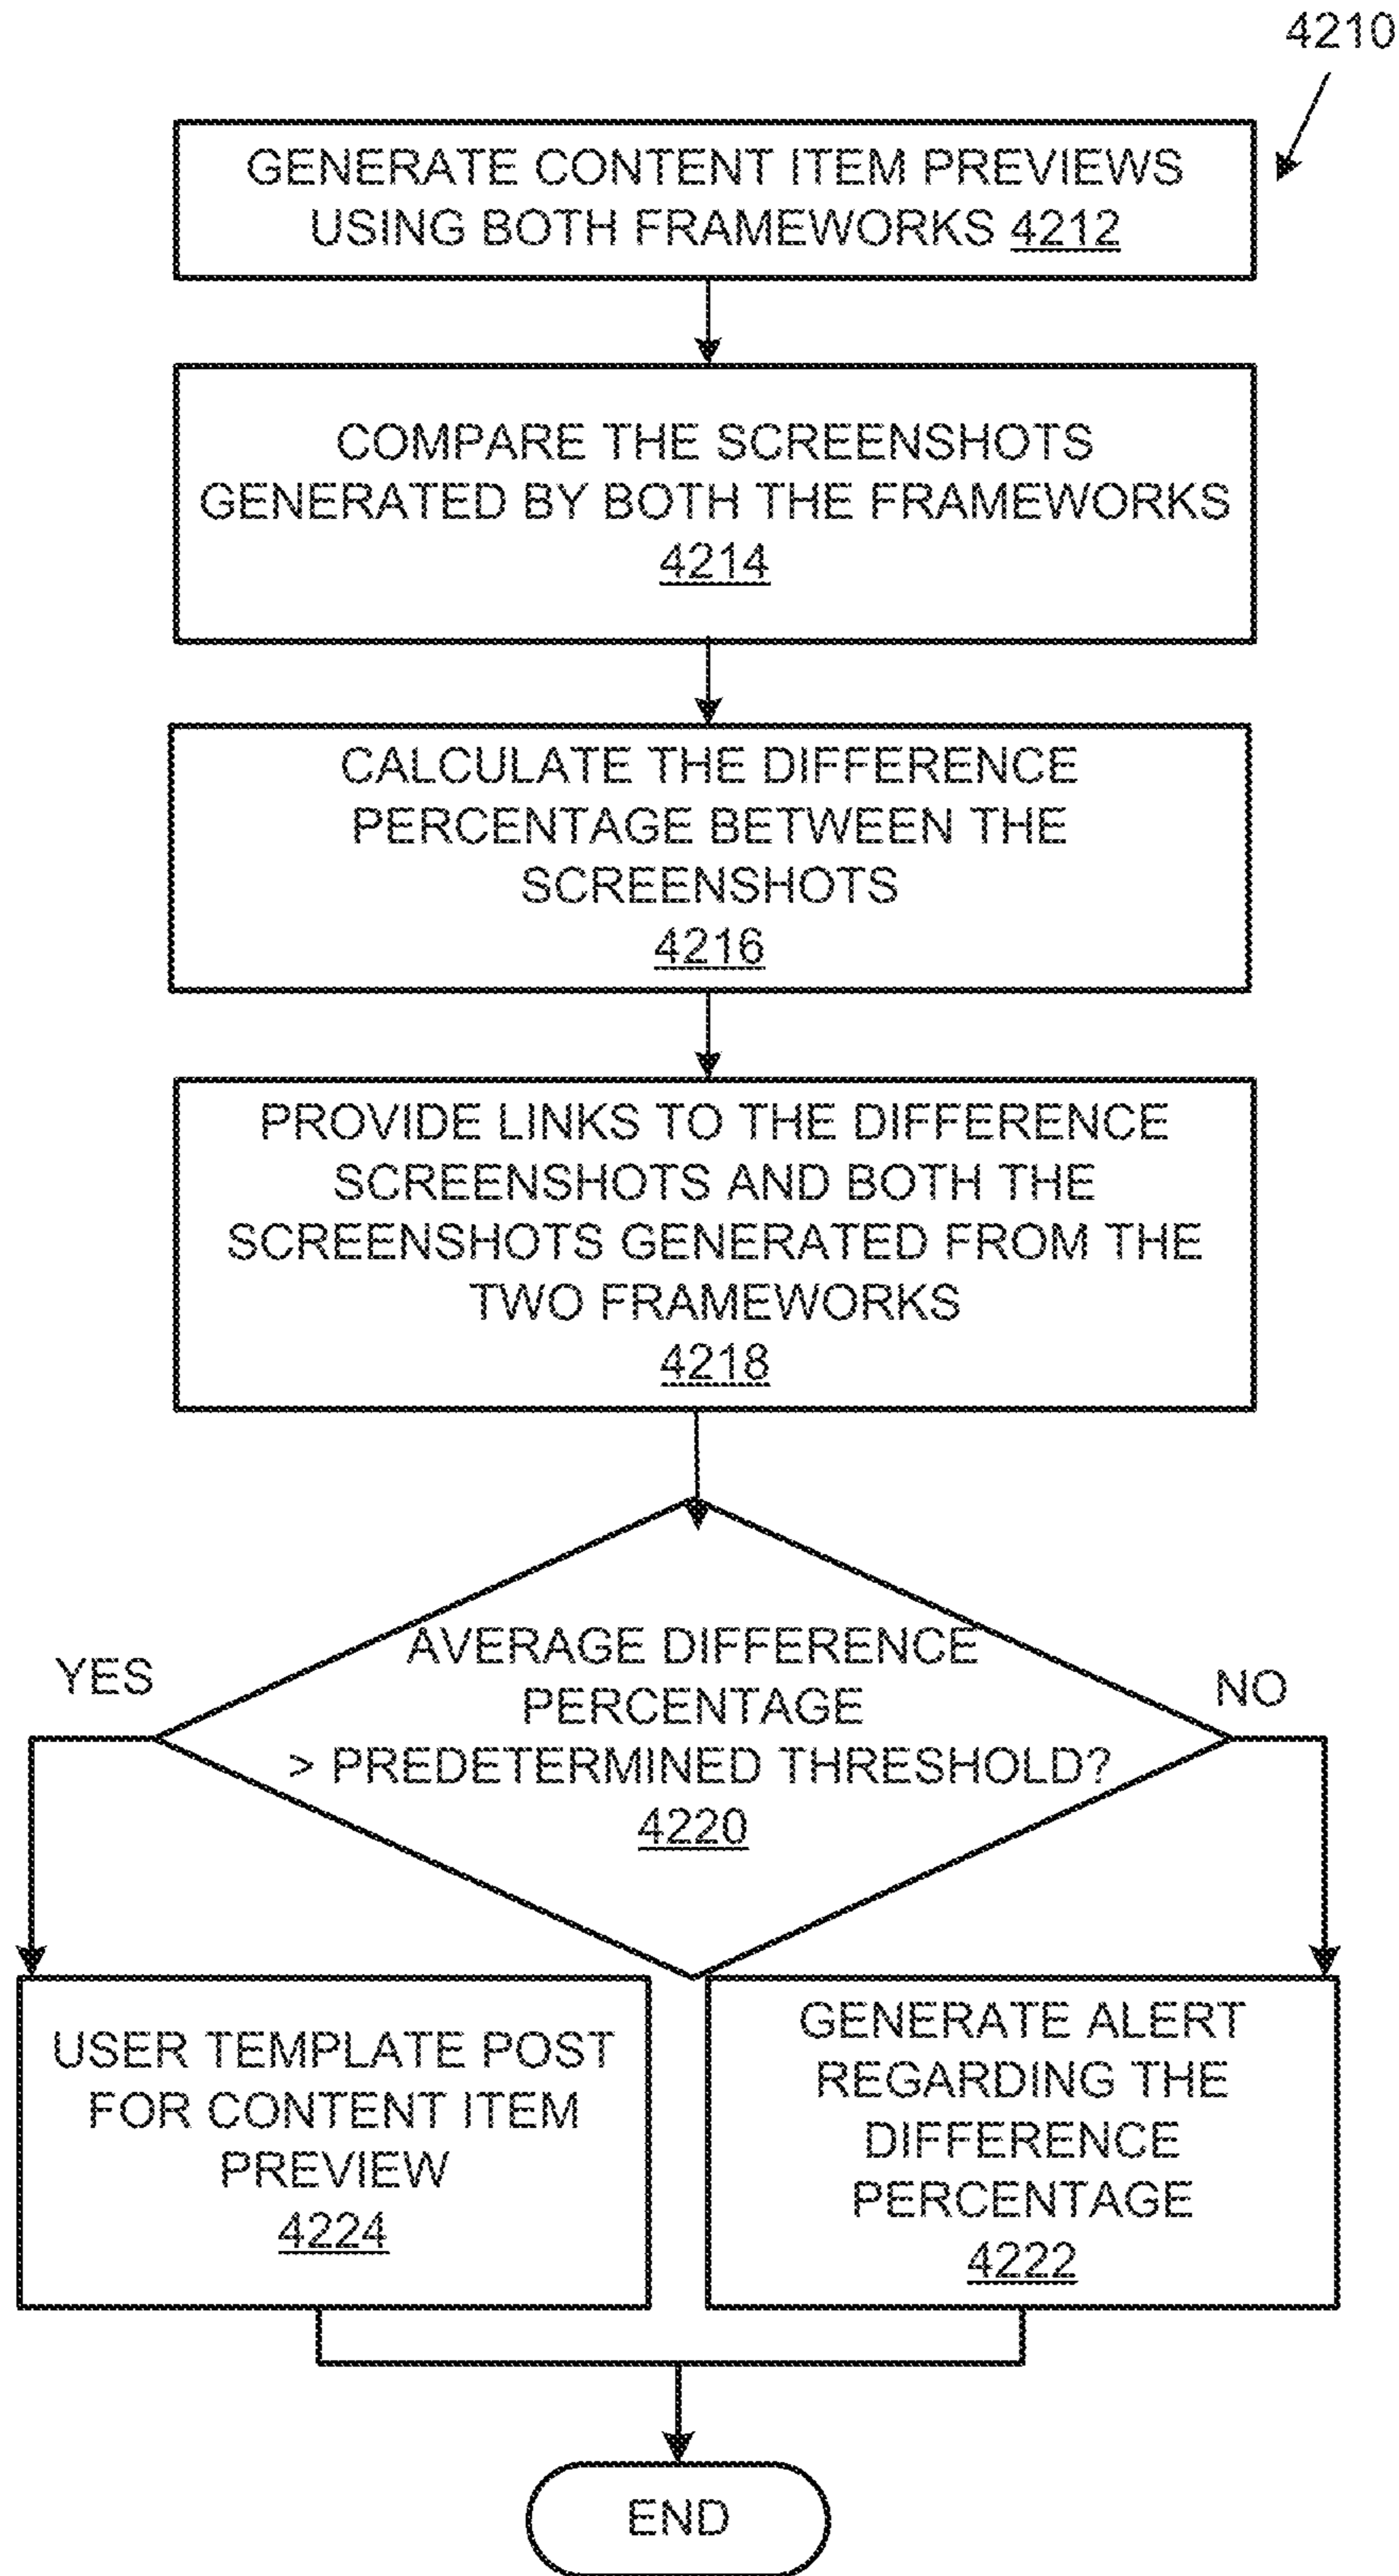 4210
GENERATE CONTENT ITEM PREVIEWS
USING BOTH FRAMEWORKS 4212
COMPARE THE SCREENSHOTS
GENERATED BY BOTH THE FRAMEWORKS
4214
CALCULATE THE DIFFERENCE
PERCENTAGE BETWEEN THE
SCREENSHOTS
4216
PROVIDE LINKS TO THE DIFFERENCE
SCREENSHOTS AND BOTH THE
SCREENSHOTS GENERATED FROM THE
TWO FRAMEWORKS
4218
AVERAGE DIFFERENCE
PERCENTAGE
> PREDETERMINED THRESHOLD?
4220
YES
NO
USER TEMPLATE POST
FOR CONTENT ITEM
PREVIEW
4224
GENERATE ALERT
REGARDING THE
DIFFERENCE
PERCENTAGE
4222
END